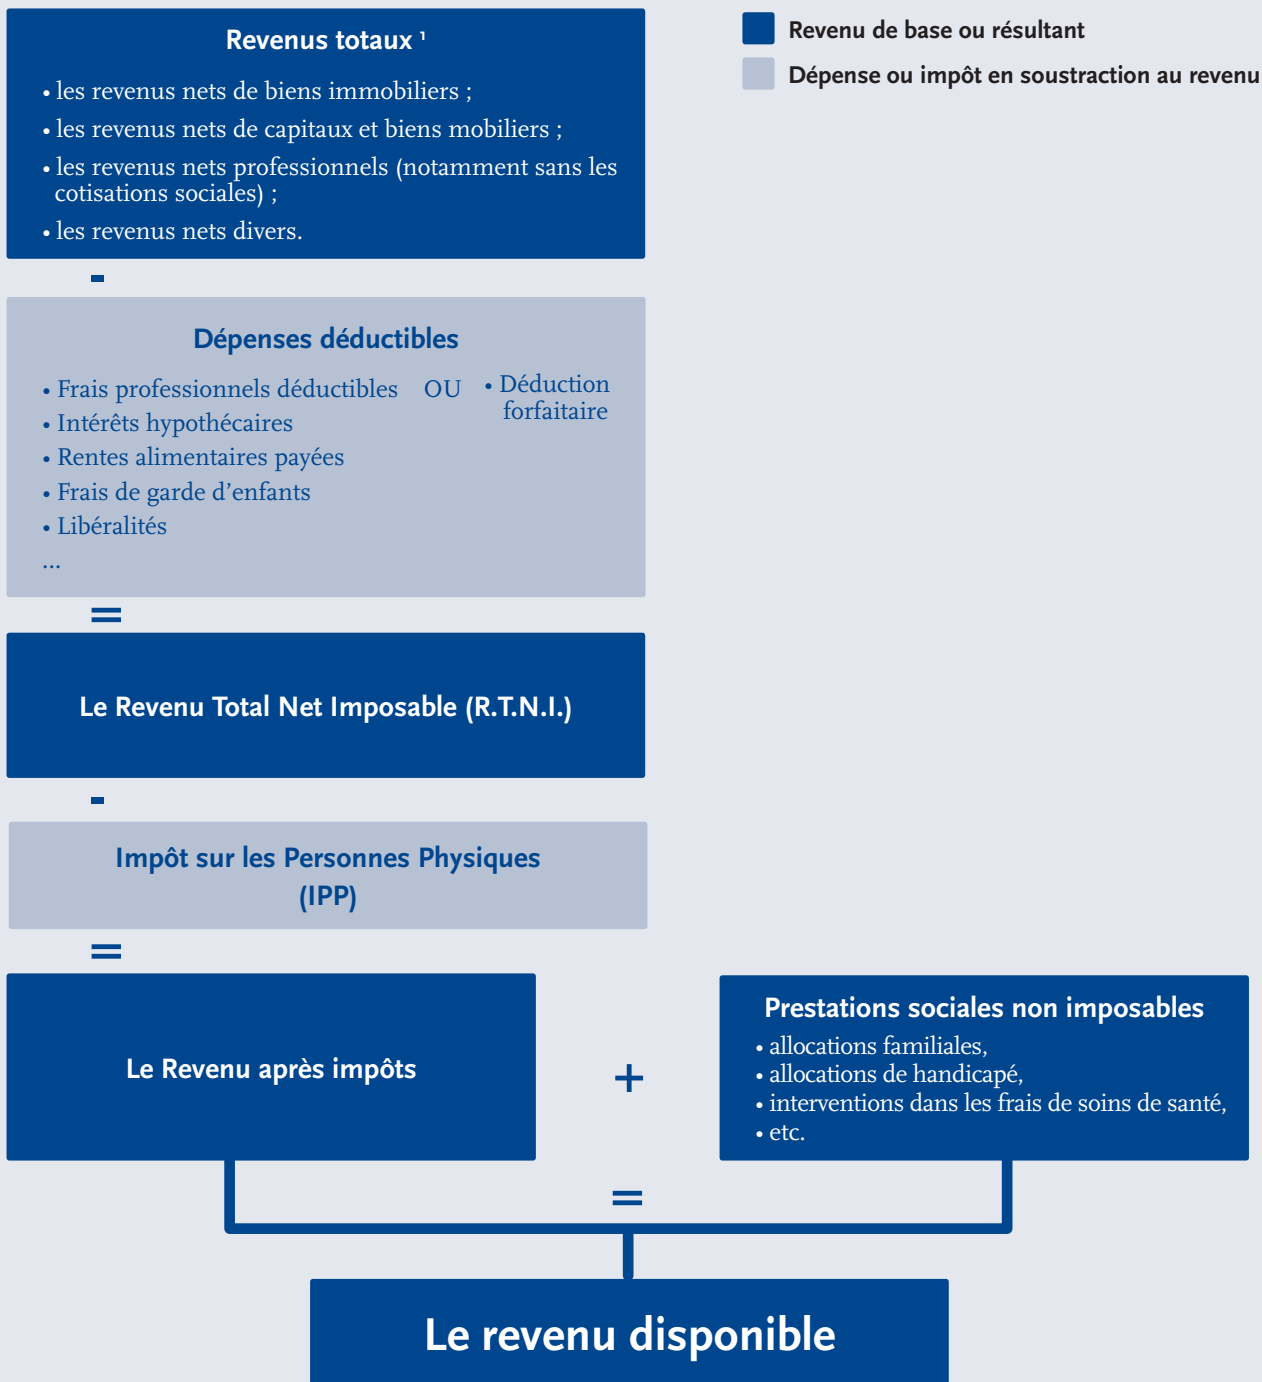 Revenus totaux ¹
• les revenus nets de biens immobiliers ;
• les revenus nets de capitaux et biens mobiliers ;
• les revenus nets professionnels (notamment sans les
cotisations sociales) ;
• les revenus nets divers.
Revenu de base ou résultant
Dépense ou impôt en soustraction au revenu
-
Dépenses déductibles
• Frais professionnels déductibles OU • Déduction
forfaitaire
• Intérêts hypothécaires
• Rentes alimentaires payées
• Frais de garde d’enfants
• Libéralités
...
=
Le Revenu Total Net Imposable (R.T.N.I.)
-
Impôt sur les Personnes Physiques
(IPP)
=
Le Revenu après impôts
+
Prestations sociales non imposables
• allocations familiales,
• allocations de handicapé,
• interventions dans les frais de soins de santé,
• etc.
=
Le revenu disponible